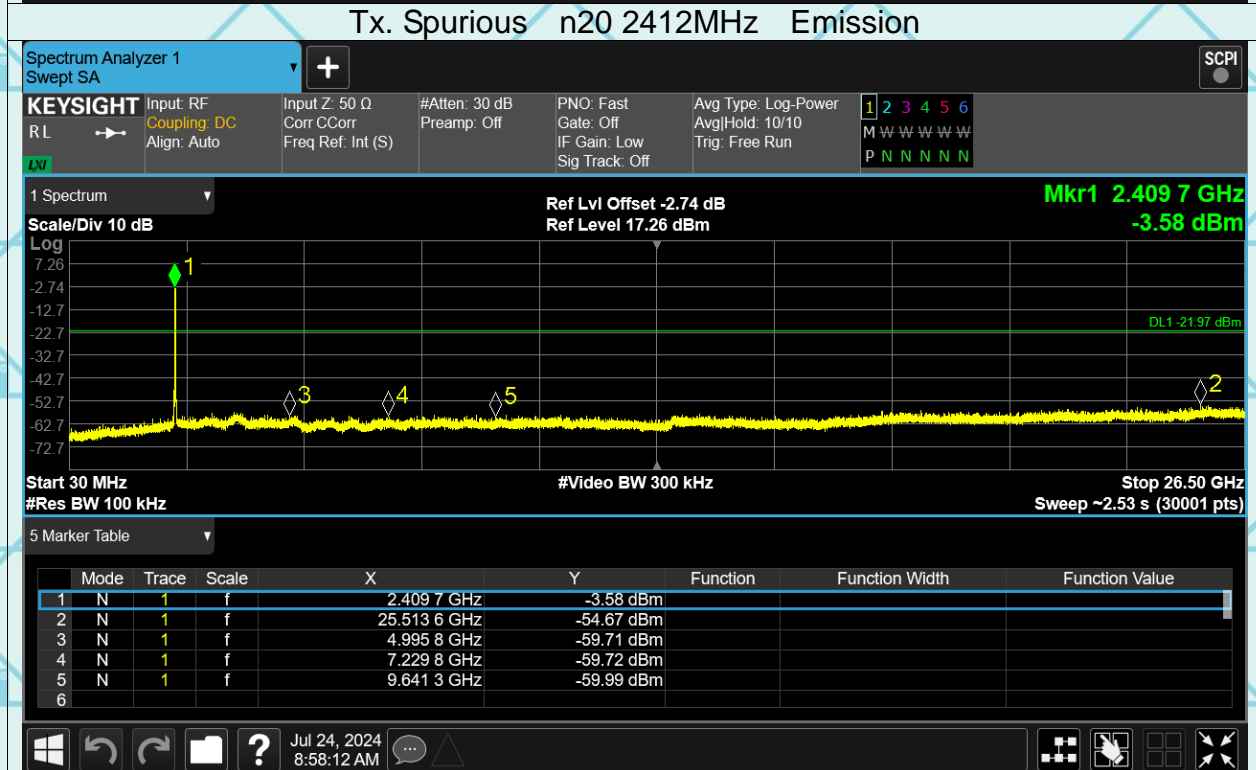 Tx. Spurious n20 2412MHz Emission
Spectrum Analyzer 1
Swept SA
+
SCPI
KEYSIGHT
RL
LXI
Input: RF
Coupling: DC
Align: Auto
Input Z: 50 Ω
Corr CCorr
Freq Ref: Int (S)
#Atten: 30 dB
Preamp: Off
PNO: Fast
Gate: Off
IF Gain: Low
Sig Track: Off
Avg Type: Log-Power
Avg|Hold: 10/10
Trig: Free Run
1 2 3 4 5 6
M W W W W W
P N N N N N
1 Spectrum
Scale/Div 10 dB
Ref Lvl Offset -2.74 dB
Ref Level 17.26 dBm
Mkr1 2.409 7 GHz
-3.58 dBm
Log
7.26
-2.74
-12.7
-22.7
-32.7
-42.7
-52.7
-62.7
-72.7
1
DL1 -21.97 dBm
3
4
5
2
Start 30 MHz
#Video BW 300 kHz
Stop 26.50 GHz
#Res BW 100 kHz
Sweep ~2.53 s (30001 pts)
5 Marker Table
Mode Trace Scale X Y Function Function Width Function Value
1 N 1 f 2.409 7 GHz -3.58 dBm
2 N 1 f 25.513 6 GHz -54.67 dBm
3 N 1 f 4.995 8 GHz -59.71 dBm
4 N 1 f 7.229 8 GHz -59.72 dBm
5 N 1 f 9.641 3 GHz -59.99 dBm
6
?
Jul 24, 2024
8:58:12 AM